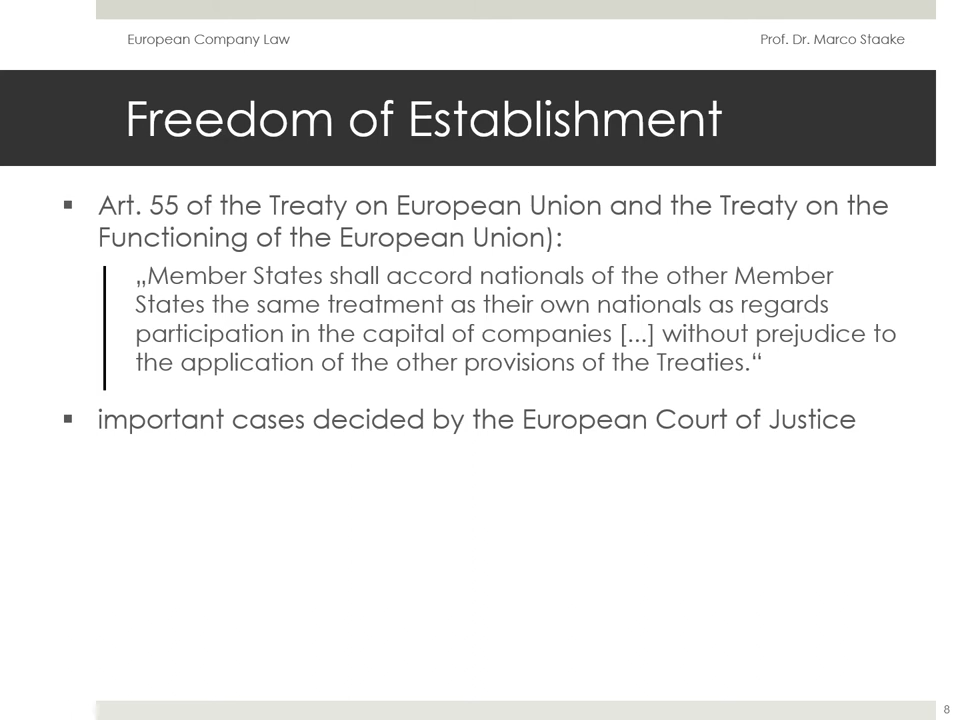 European Company Law
Prof. Dr. Marco Staake
Freedom of Establishment
▪ Art. 55 of the Treaty on European Union and the Treaty on the
Functioning of the European Union):
„Member States shall accord nationals of the other Member
States the same treatment as their own nationals as regards
participation in the capital of companies [...] without prejudice to
the application of the other provisions of the Treaties.“
▪ important cases decided by the European Court of Justice
8